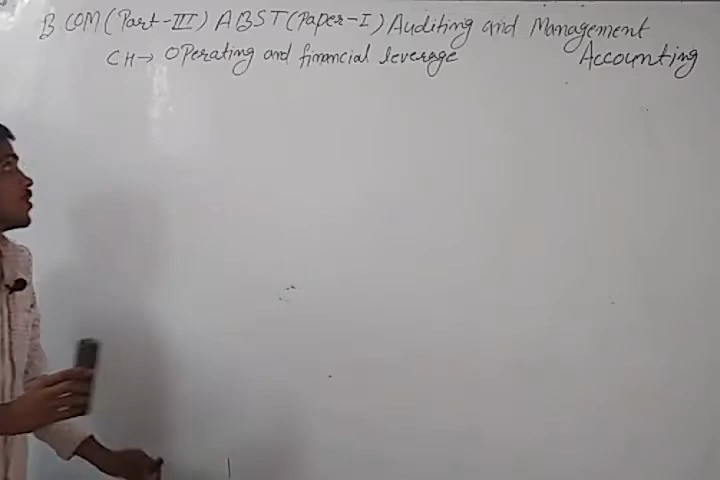 B COM (Part-III) ABST (Paper-I) Auditing and Management
Accounting
CH→ Operating and financial leverage